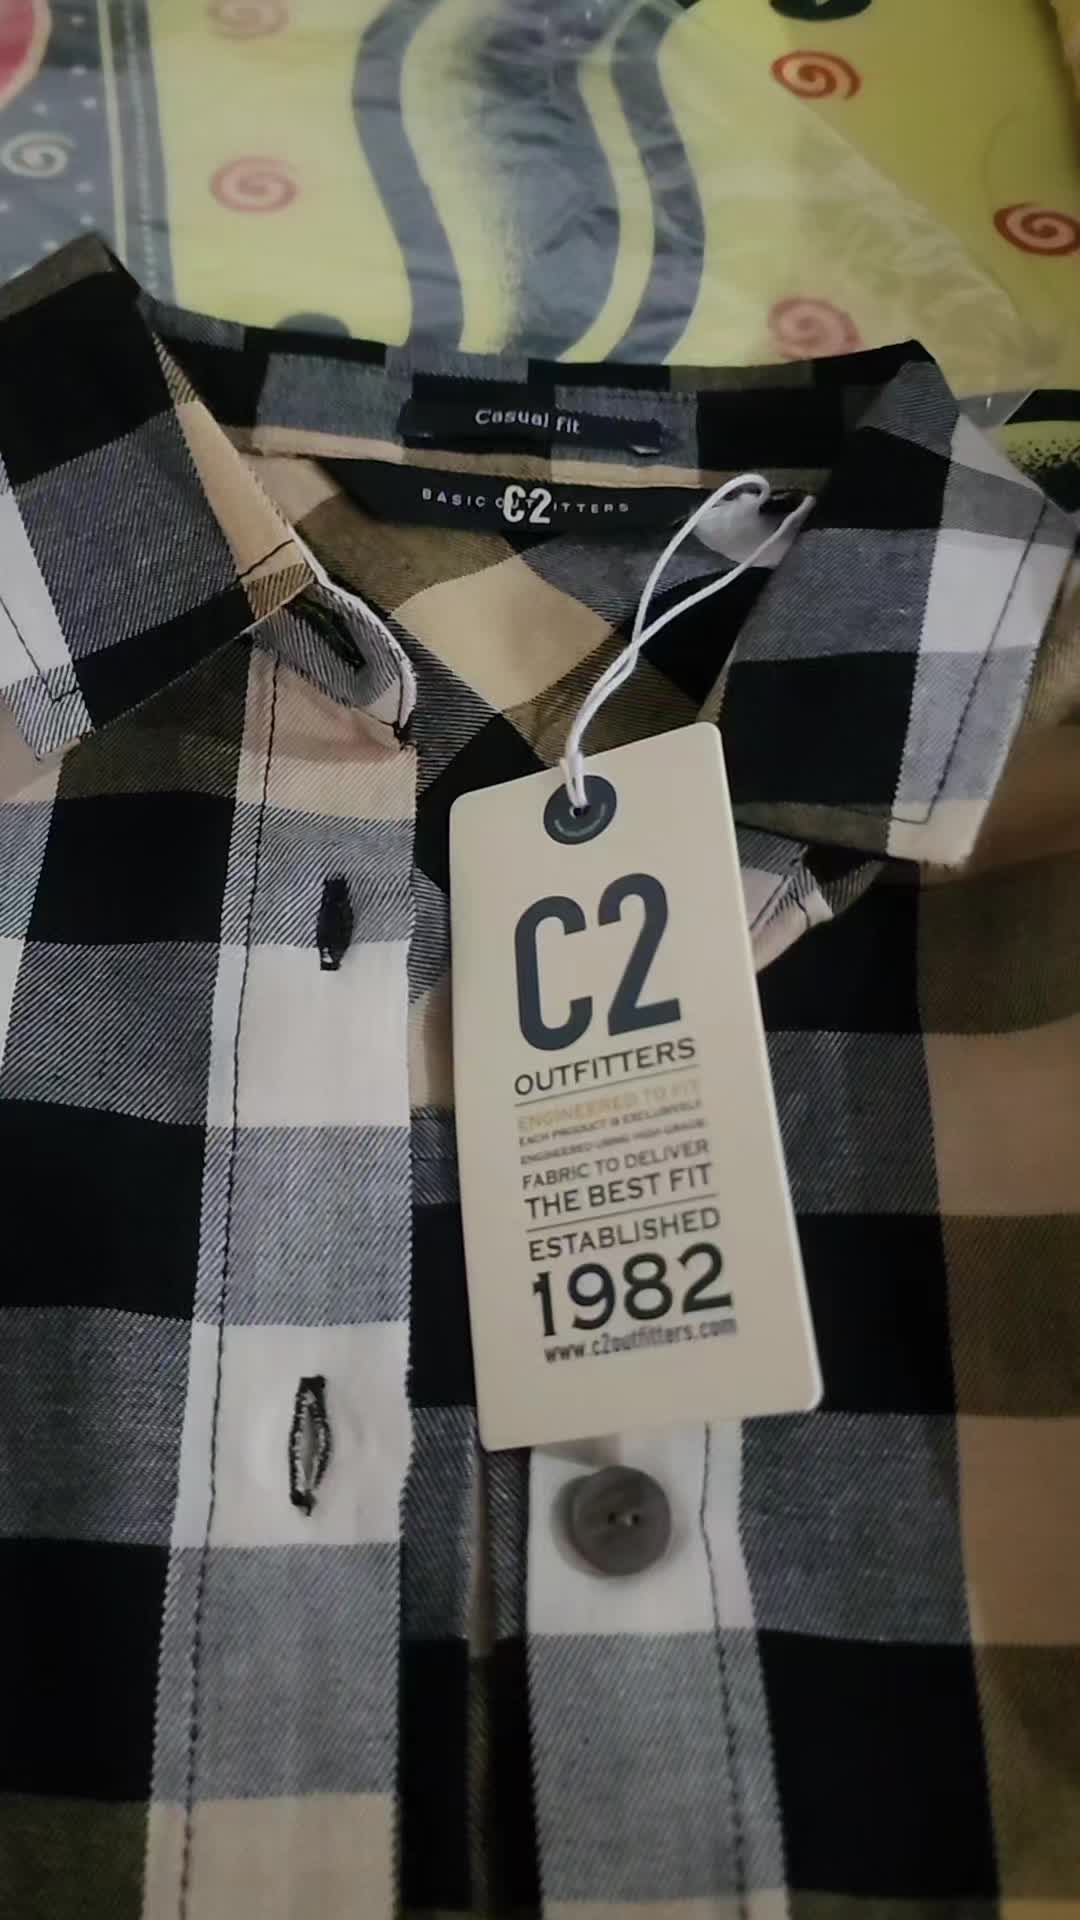 Casual fit
BASIC OUTFITTERS
C2
C2
OUTFITTERS
ENGINEERED TO FIT
EACH PRODUCT IS EXCLUSIVELY
ENGINEERED USING HIGH GRADE
FABRIC TO DELIVER
THE BEST FIT
ESTABLISHED
1982
www.c2outfitters.com